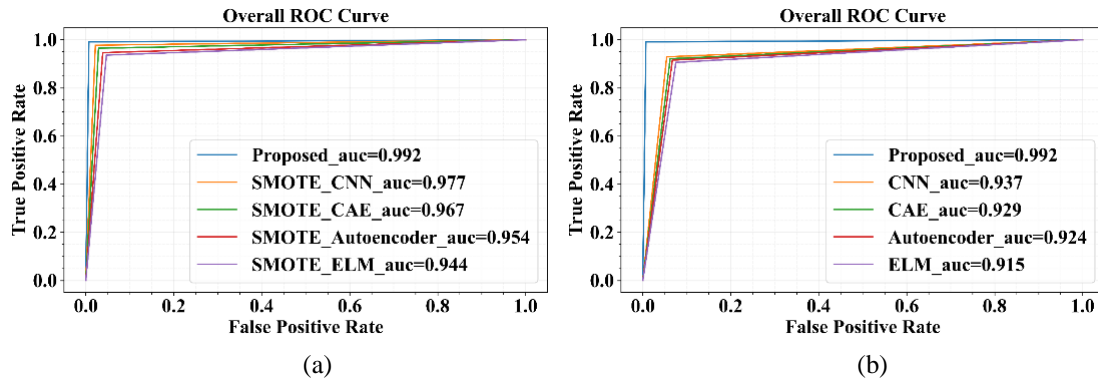 Overall ROC Curve
1.0
0.8
0.6
0.4
0.2
0.0
True Positive Rate
Proposed_auc=0.992
SMOTE_CNN_auc=0.977
SMOTE_CAE_auc=0.967
SMOTE_Autoencoder_auc=0.954
SMOTE_ELM_auc=0.944
0.0 0.2 0.4 0.6 0.8 1.0
False Positive Rate
(a)
Overall ROC Curve
1.0
0.8
0.6
0.4
0.2
0.0
True Positive Rate
Proposed_auc=0.992
CNN_auc=0.937
CAE_auc=0.929
Autoencoder_auc=0.924
ELM_auc=0.915
0.0 0.2 0.4 0.6 0.8 1.0
False Positive Rate
(b)